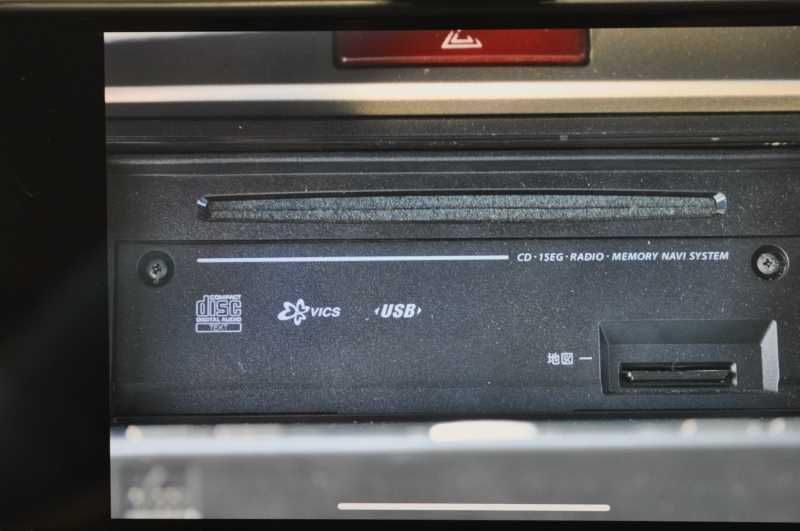 CD・1SEG・RADIO・MEMORY NAVI SYSTEM
COMPACT
disc
DIGITAL AUDIO
TEXT
VICS
USB
地図